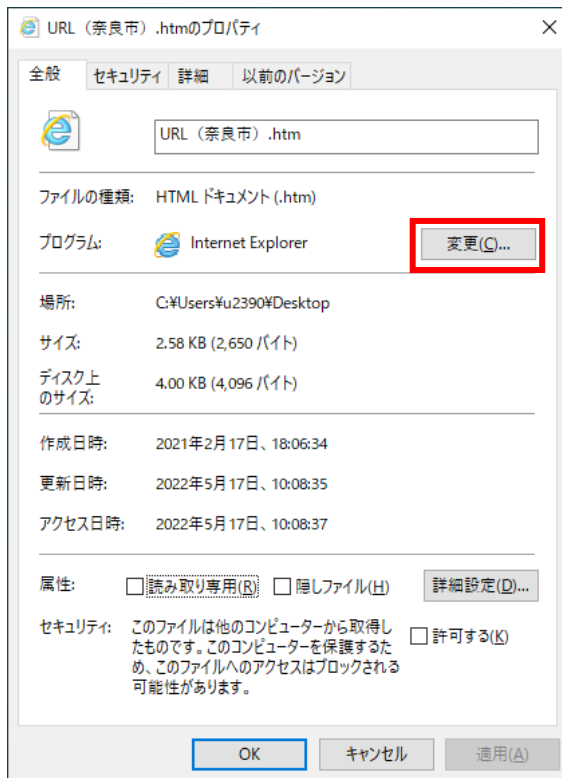 URL（奈良市）.htmのプロパティ
全般 セキュリティ 詳細 以前のバージョン
URL（奈良市）.htm
ファイルの種類: HTML ドキュメント (.htm)
プログラム: Internet Explorer 変更(C)...
場所: C:¥Users¥u2390¥Desktop
サイズ: 2.58 KB (2,650 バイト)
ディスク上
のサイズ: 4.00 KB (4,096 バイト)
作成日時: 2021年2月17日、18:06:34
更新日時: 2022年5月17日、10:08:35
アクセス日時: 2022年5月17日、10:08:37
属性: 読み取り専用(R) 隠しファイル(H) 詳細設定(D)...
セキュリティ: このファイルは他のコンピューターから取得し
たものです。このコンピューターを保護するた
め、このファイルへのアクセスはブロックされる
可能性があります。
許可する(K)
OK キャンセル 適用(A)